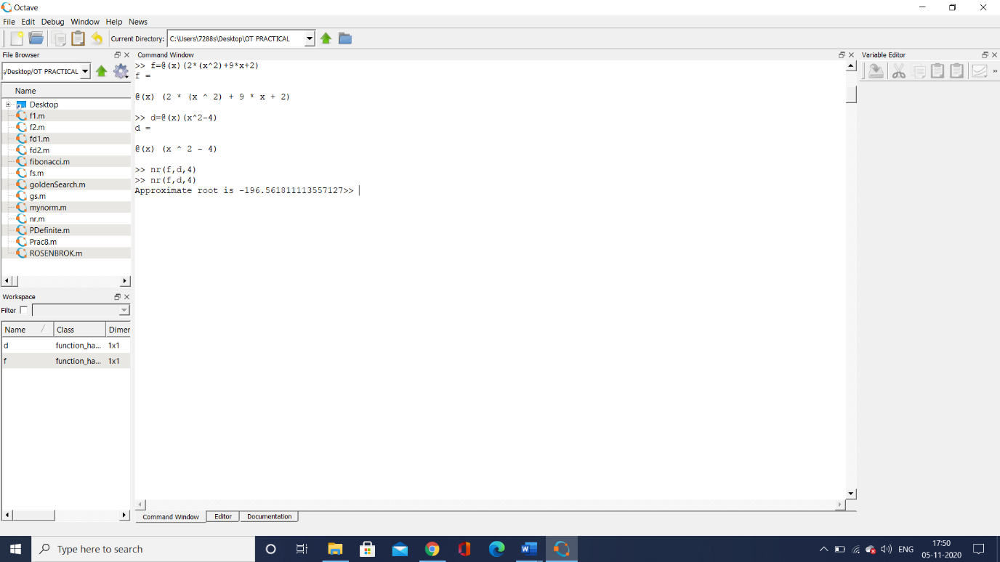 Octave
File Edit Debug Window Help News
Current Directory: C:\Users\7288s\Desktop\OT PRACTICAL
File Browser
Command Window
Variable Editor
s/Desktop/OT PRACTICAL
»
Name
Desktop
f1.m
f2.m
fd1.m
fd2.m
fibonacci.m
fs.m
goldenSearch.m
gs.m
mynorm.m
nr.m
PDefinite.m
Prac8.m
ROSENBROK.m
>> f=@(x)(2*(x^2)+9*x+2)
f =
@(x) (2 * (x ^ 2) + 9 * x + 2)
>> d=@(x)(x^2-4)
d =
@(x) (x ^ 2 - 4)
>> nr(f,d,4)
>> nr(f,d,4)
Approximate root is -196.561811113557127>>
Workspace
Filter
Name Class Dimer
d function_ha... 1x1
f function_ha... 1x1
Command Window Editor Documentation
Type here to search
ENG
17:50
05-11-2020